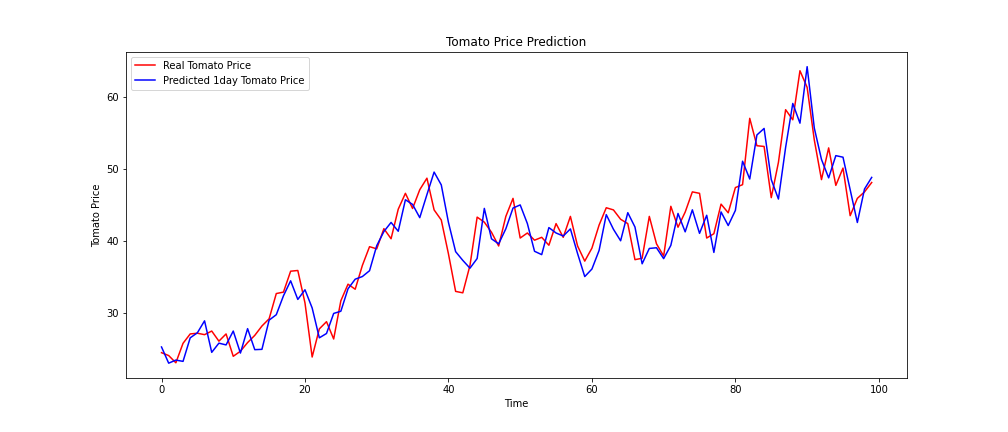 Tomato Price Prediction
Real Tomato Price
Predicted 1day Tomato Price
60
50
40
30
Tomato Price
0 20 40 60 80 100
Time